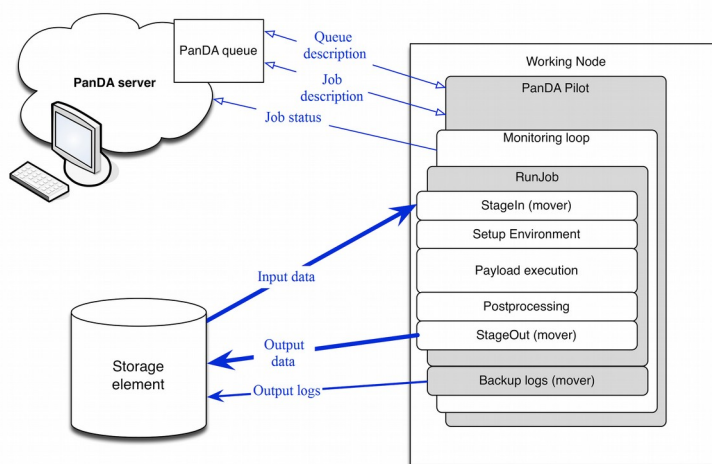 PanDA queue
PanDA server
Queue
description
Job
description
Job status
Working Node
PanDA Pilot
Monitoring loop
RunJob
StageIn (mover)
Setup Environment
Payload execution
Postprocessing
StageOut (mover)
Backup logs (mover)
Input data
Output
data
Output logs
Storage
element